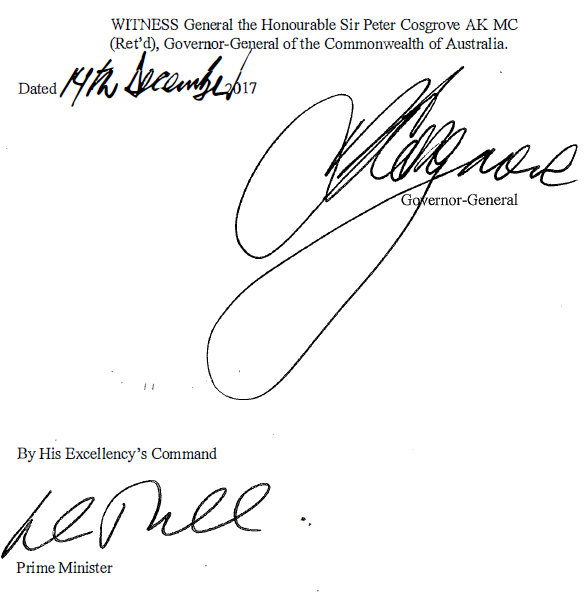 WITNESS General the Honourable Sir Peter Cosgrove AK MC
(Ret'd), Governor-General of the Commonwealth of Australia.
Dated 14th December 2017
Cosgrove
Governor-General
By His Excellency's Command
Prime Minister